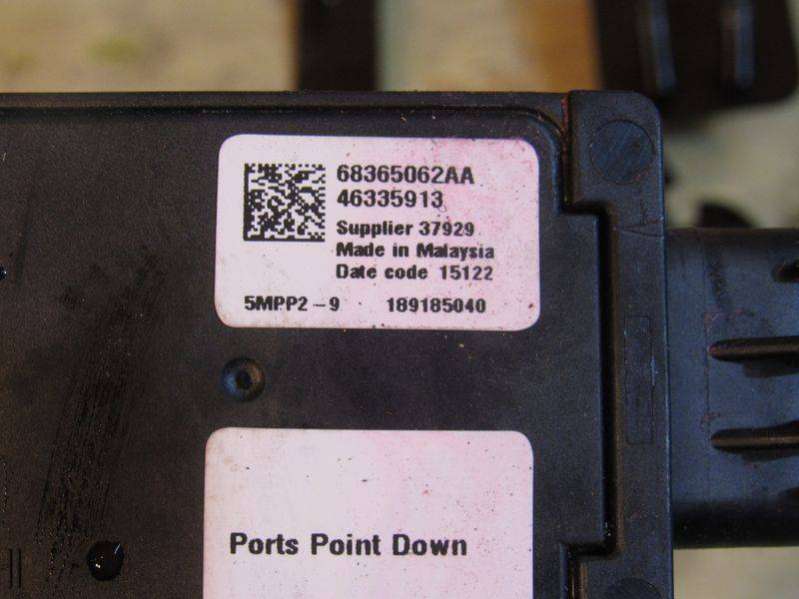 68365062AA
46335913
Supplier 37929
Made in Malaysia
Date code 15122
5MPP2-9 189185040
Ports Point Down